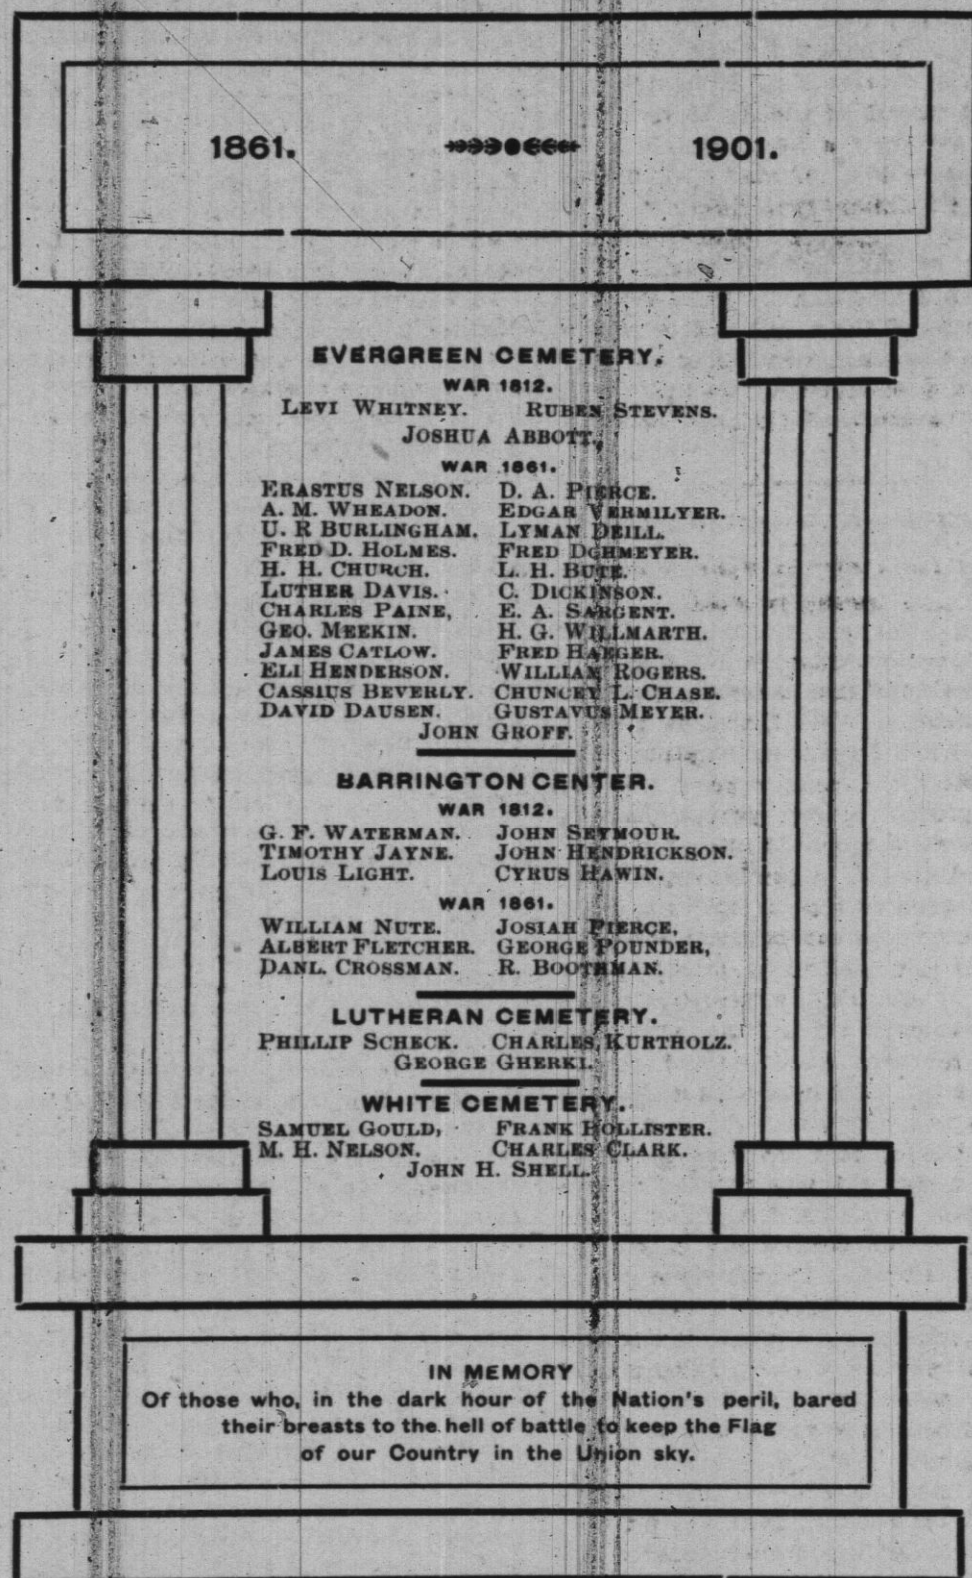 1861. 1901.
EVERGREEN CEMETERY.
WAR 1812.
LEVI WHITNEY. RUBEN STEVENS.
JOSHUA ABBOTT.
WAR 1861.
ERASTUS NELSON. D. A. PIERCE.
A. M. WHEADON. EDGAR VERMILYER.
U. R BURLINGHAM. LYMAN DEILL.
FRED D. HOLMES. FRED DOHMEYER.
H. H. CHURCH. L. H. BUTE.
LUTHER DAVIS. C. DICKINSON.
CHARLES PAINE, E. A. SARGENT.
GEO. MEEKIN. H. G. WILLMARTH.
JAMES CATLOW. FRED HAEGER.
ELI HENDERSON. WILLIAM ROGERS.
CASSIUS BEVERLY. CHUNCEY L. CHASE.
DAVID DAUSEN. GUSTAVUS MEYER.
JOHN GROFF.
BARRINGTON CENTER.
WAR 1812.
G. F. WATERMAN. JOHN SEYMOUR.
TIMOTHY JAYNE. JOHN HENDRICKSON.
LOUIS LIGHT. CYRUS HAWIN.
WAR 1861.
WILLIAM NUTE. JOSIAH PIERCE,
ALBERT FLETCHER. GEORGE POUNDER,
DANL. CROSSMAN. R. BOOTHMAN.
LUTHERAN CEMETERY.
PHILLIP SCHECK. CHARLES KURTHOLZ.
GEORGE GHERKI.
WHITE CEMETERY.
SAMUEL GOULD, FRANK HOLLISTER.
M. H. NELSON. CHARLES CLARK.
JOHN H. SHELL.
IN MEMORY
Of those who, in the dark hour of the Nation's peril, bared
their breasts to the hell of battle to keep the Flag
of our Country in the Union sky.